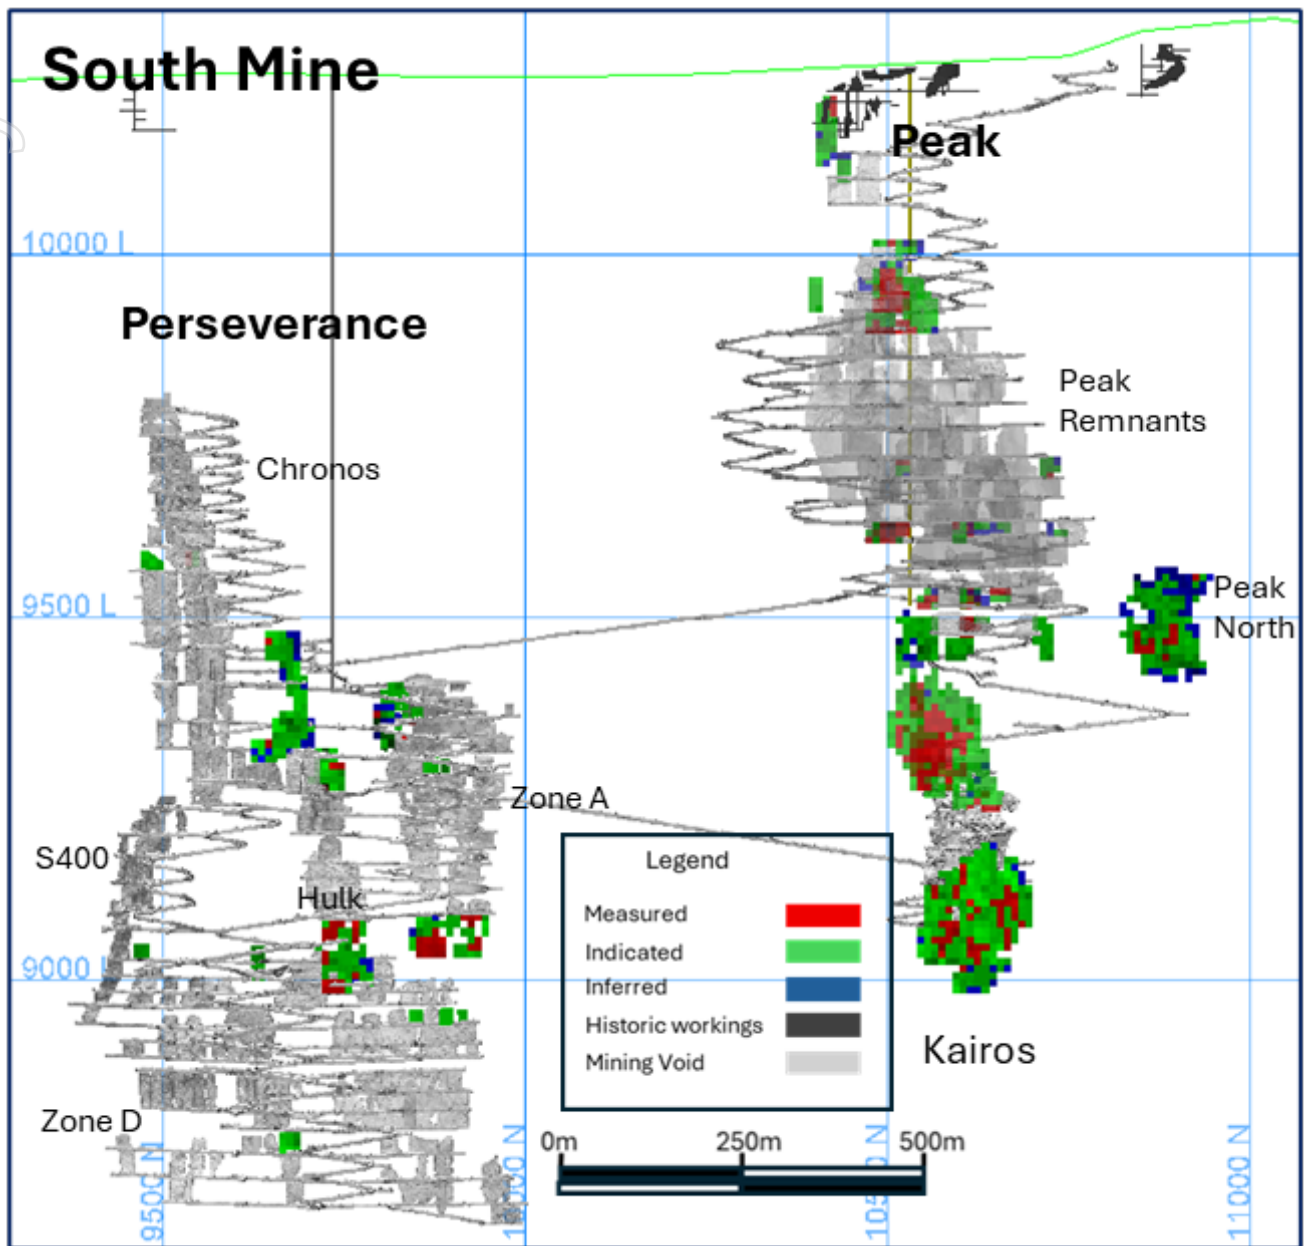 South Mine
Peak
10000 L
Perseverance
Peak
Remnants
Chronos
9500 L
Peak
North
Zone A
S400
Hulk
Legend
Measured
Indicated
Inferred
Historic workings
Mining Void
9000 L
Kairos
Zone D
0m 250m 500m
9500 N
11000 N